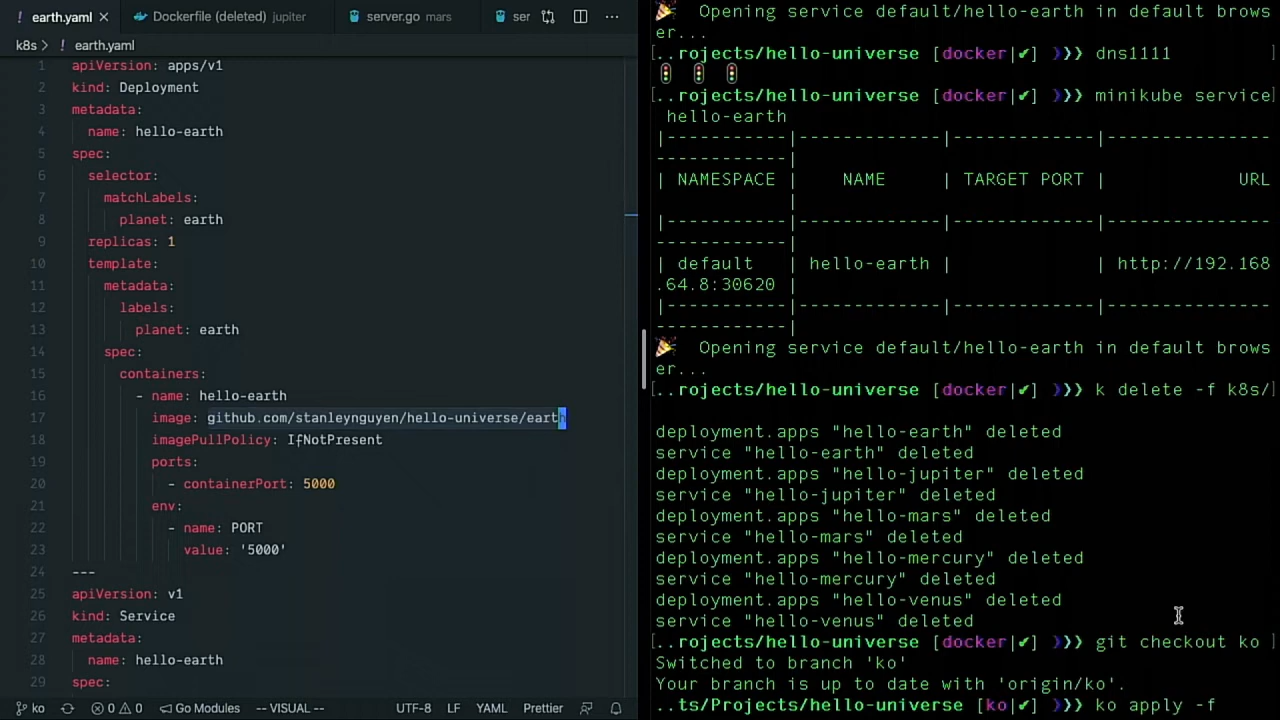 earth.yaml
Dockerfile (deleted) jupiter
server.go mars
ser
k8s
earth.yaml
1 apiVersion: apps/v1
2 kind: Deployment
3 metadata:
4 name: hello-earth
5 spec:
6 selector:
7 matchLabels:
8 planet: earth
9 replicas: 1
10 template:
11 metadata:
12 labels:
13 planet: earth
14 spec:
15 containers:
16 - name: hello-earth
17 image: github.com/stanleynguyen/hello-universe/earth
18 imagePullPolicy: IfNotPresent
19 ports:
20 - containerPort: 5000
21 env:
22 - name: PORT
23 value: '5000'
24 ---
25 apiVersion: v1
26 kind: Service
27 metadata:
28 name: hello-earth
29 spec:
ko 0 0 Go Modules -- VISUAL -- UTF-8 LF YAML Prettier
Opening service default/hello-earth in default brows
er...
[..rojects/hello-universe [docker|✔] ❯❯❯ dns1111 ]
[..rojects/hello-universe [docker|✔] ❯❯❯ minikube service]
hello-earth
|-----------|-------------|-------------|---------------
------------|
| NAMESPACE | NAME | TARGET PORT | URL
|
|-----------|-------------|-------------|---------------
------------|
| default | hello-earth | | http://192.168
.64.8:30620 |
|-----------|-------------|-------------|---------------
------------|
Opening service default/hello-earth in default brows
er...
[..rojects/hello-universe [docker|✔] ❯❯❯ k delete -f k8s/]
deployment.apps "hello-earth" deleted
service "hello-earth" deleted
deployment.apps "hello-jupiter" deleted
service "hello-jupiter" deleted
deployment.apps "hello-mars" deleted
service "hello-mars" deleted
deployment.apps "hello-mercury" deleted
service "hello-mercury" deleted
deployment.apps "hello-venus" deleted
service "hello-venus" deleted
[..rojects/hello-universe [docker|✔] ❯❯❯ git checkout ko ]
Switched to branch 'ko'
Your branch is up to date with 'origin/ko'.
..ts/Projects/hello-universe [ko|✔] ❯❯❯ ko apply -f